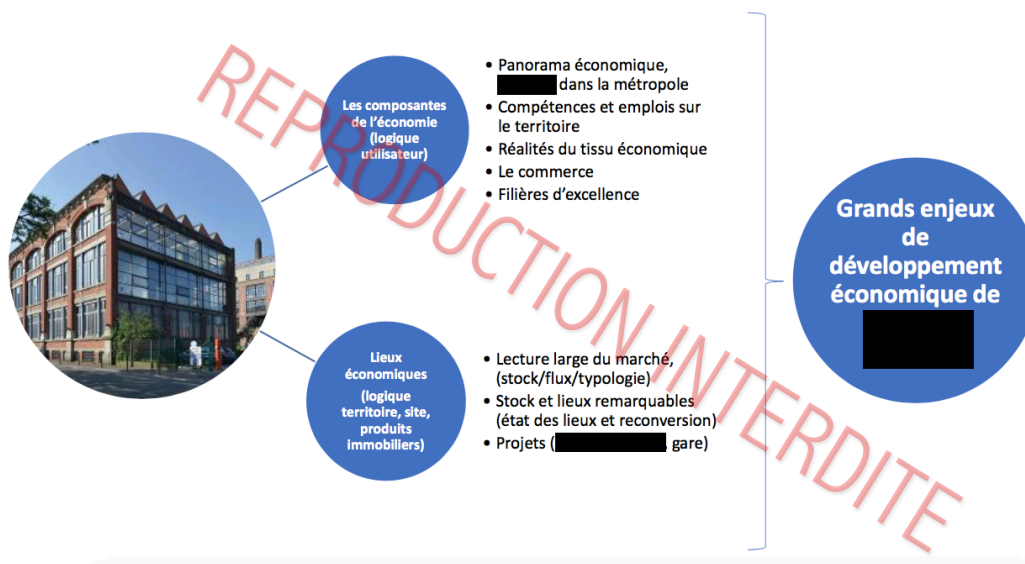 Les composantes
de l'économie
(logique
utilisateur)
• Panorama économique,
dans la métropole
• Compétences et emplois sur
le territoire
• Réalités du tissu économique
• Le commerce
• Filières d'excellence
Lieux
économiques
(logique
territoire, site,
produits
immobiliers)
• Lecture large du marché,
(stock/flux/typologie)
• Stock et lieux remarquables
(état des lieux et reconversion)
• Projets ( , gare)
Grands enjeux
de
développement
économique de
REPRODUCTION INTERDITE